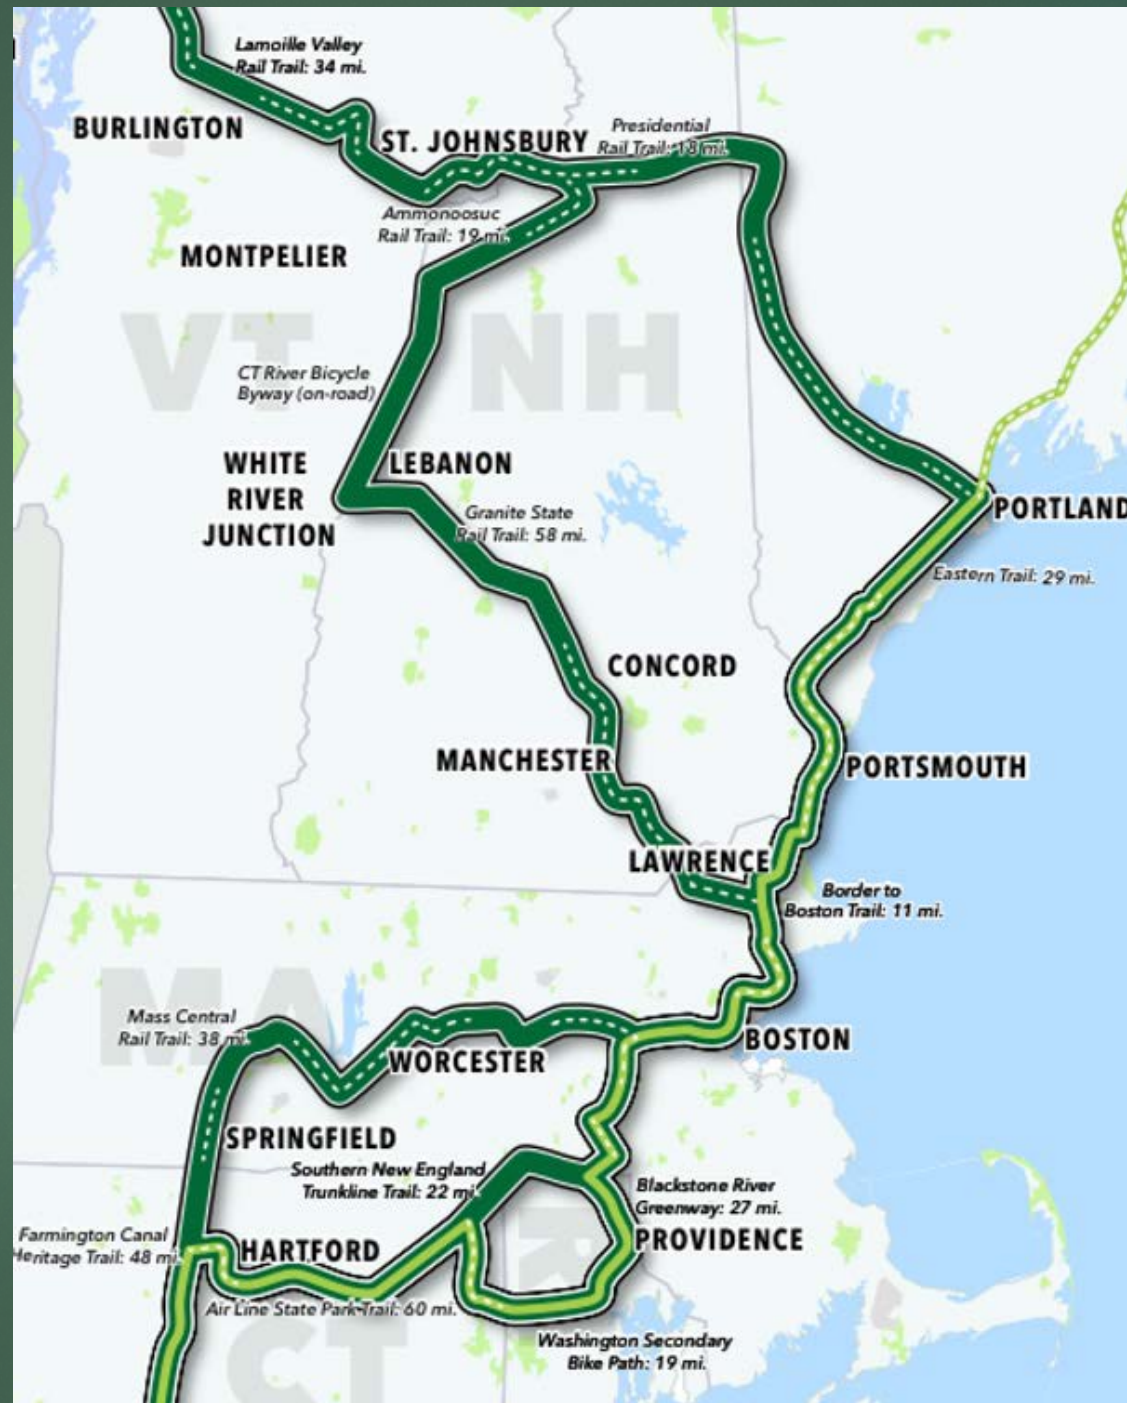 Lamoille Valley
Rail Trail: 34 mi.
BURLINGTON
ST. JOHNSBURY
Presidential
Rail Trail: 18 mi.
Ammonoosuc
Rail Trail: 19 mi.
MONTPELIER
VT
NH
CT River Bicycle
Byway (on-road)
WHITE
RIVER
JUNCTION
LEBANON
Granite State
Rail Trail: 58 mi.
PORTLAND
Eastern Trail: 29 mi.
CONCORD
MANCHESTER
PORTSMOUTH
LAWRENCE
Border to
Boston Trail: 11 mi.
MA
Mass Central
Rail Trail: 38 mi.
WORCESTER
BOSTON
SPRINGFIELD
Southern New England
Trunkline Trail: 22 mi.
Blackstone River
Greenway: 27 mi.
PROVIDENCE
Farmington Canal
Heritage Trail: 48 mi.
HARTFORD
Air Line State Park Trail: 60 mi.
CT
Washington Secondary
Bike Path: 19 mi.